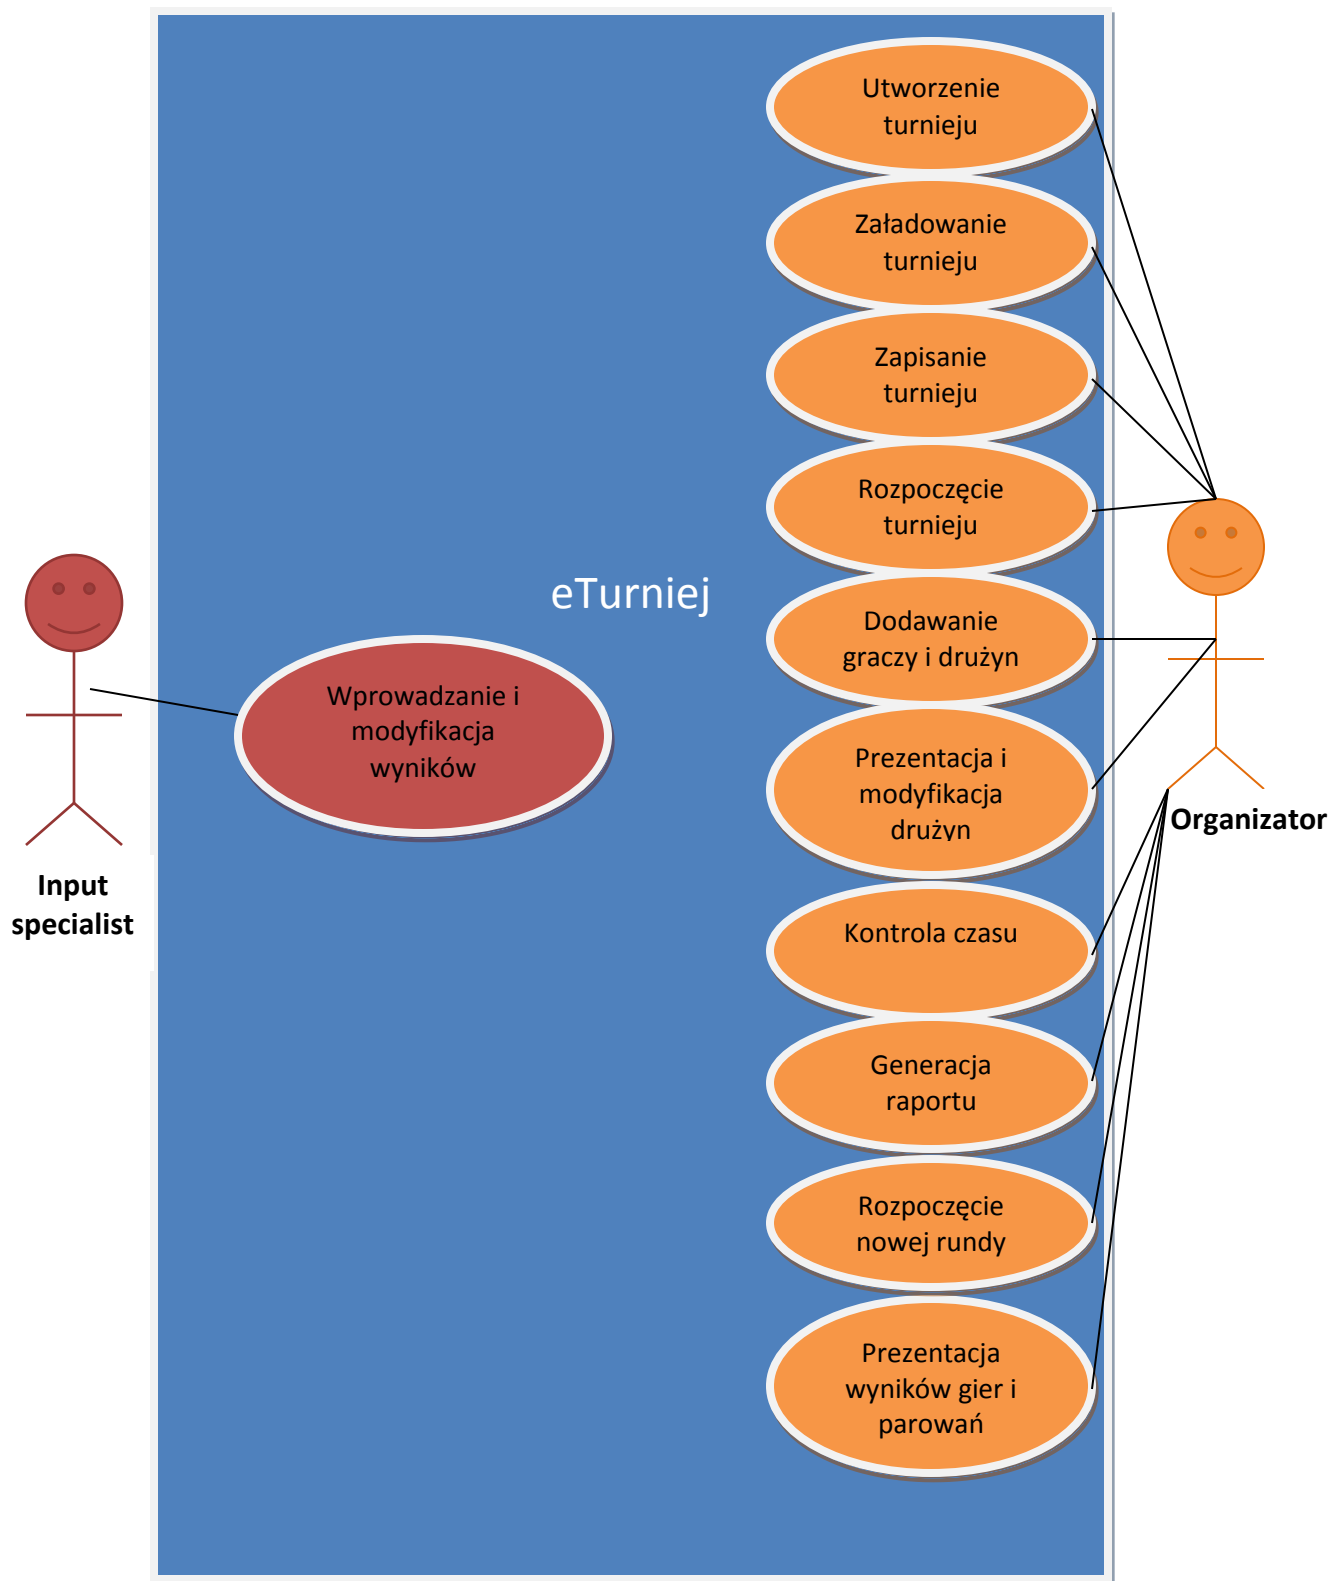 Utworzenie
turnieju
Załadowanie
turnieju
Zapisanie
turnieju
Rozpoczęcie
turnieju
eTurniej
Dodawanie
graczy i drużyn
Wprowadzanie i
modyfikacja
wyników
Prezentacja i
modyfikacja
drużyn
Organizator
Input
specialist
Kontrola czasu
Generacja
raportu
Rozpoczęcie
nowej rundy
Prezentacja
wyników gier i
parowań